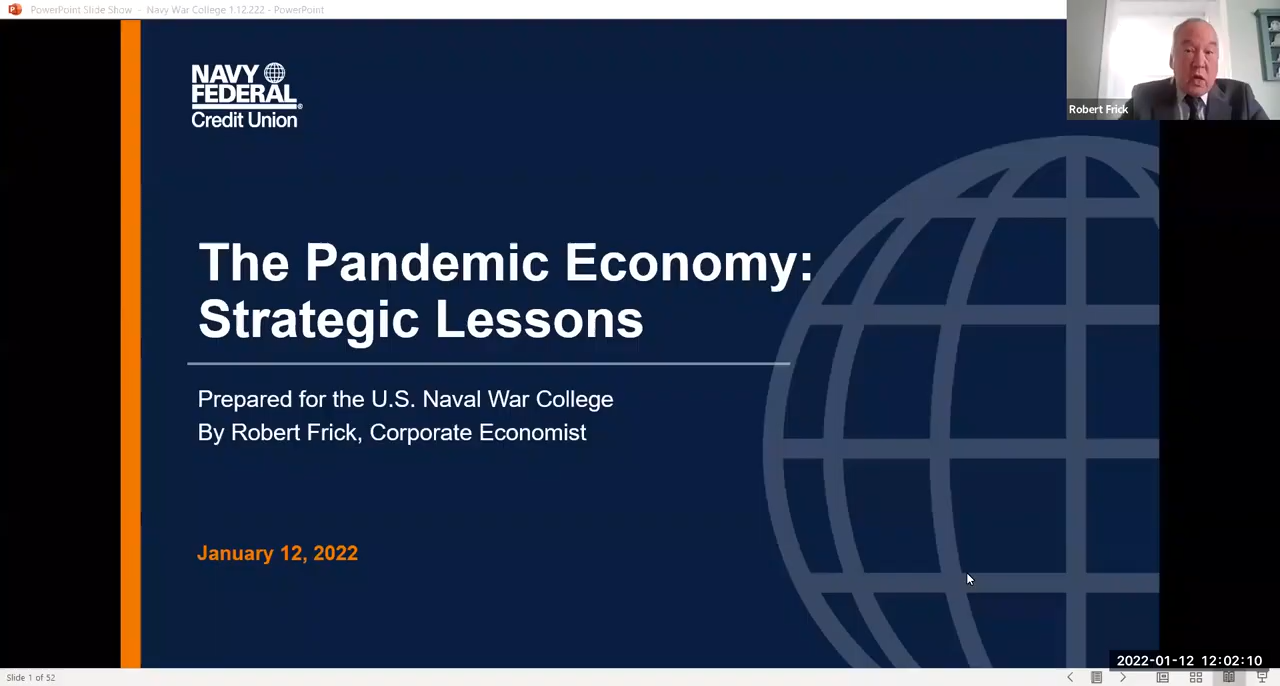 PowerPoint Slide Show - Navy War College 1.12.222 - PowerPoint
Robert Frick
NAVY
FEDERAL®
Credit Union
The Pandemic Economy:
Strategic Lessons
Prepared for the U.S. Naval War College
By Robert Frick, Corporate Economist
January 12, 2022
2022-01-12 12:02:10
Slide 1 of 52